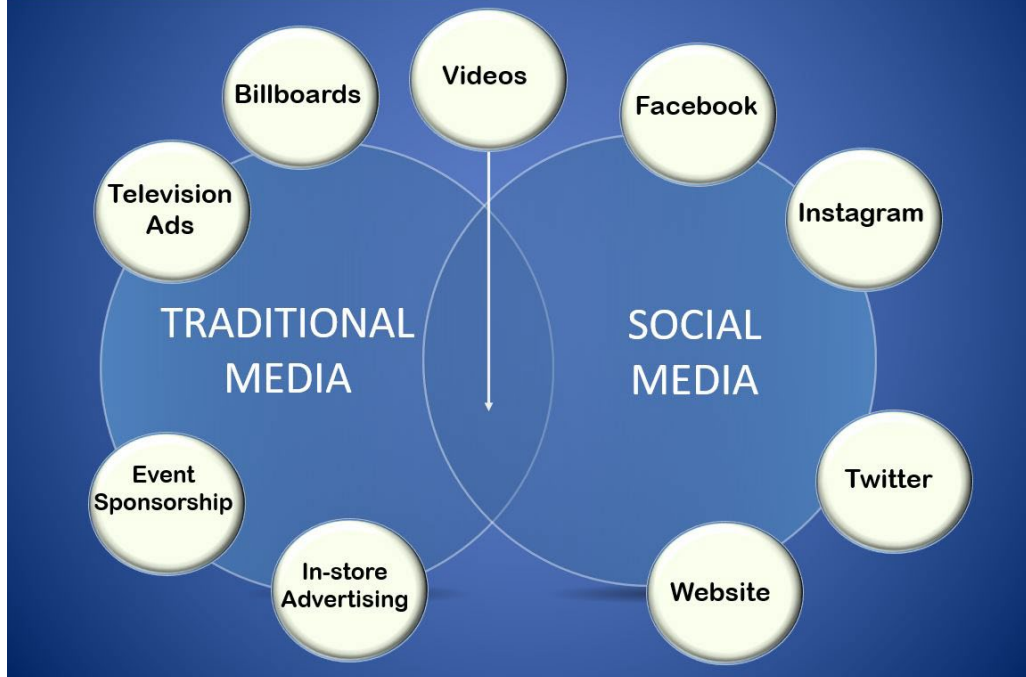 Billboards
Videos
Facebook
Television
Ads
Instagram
TRADITIONAL
MEDIA
SOCIAL
MEDIA
Event
Sponsorship
Twitter
In-store
Advertising
Website